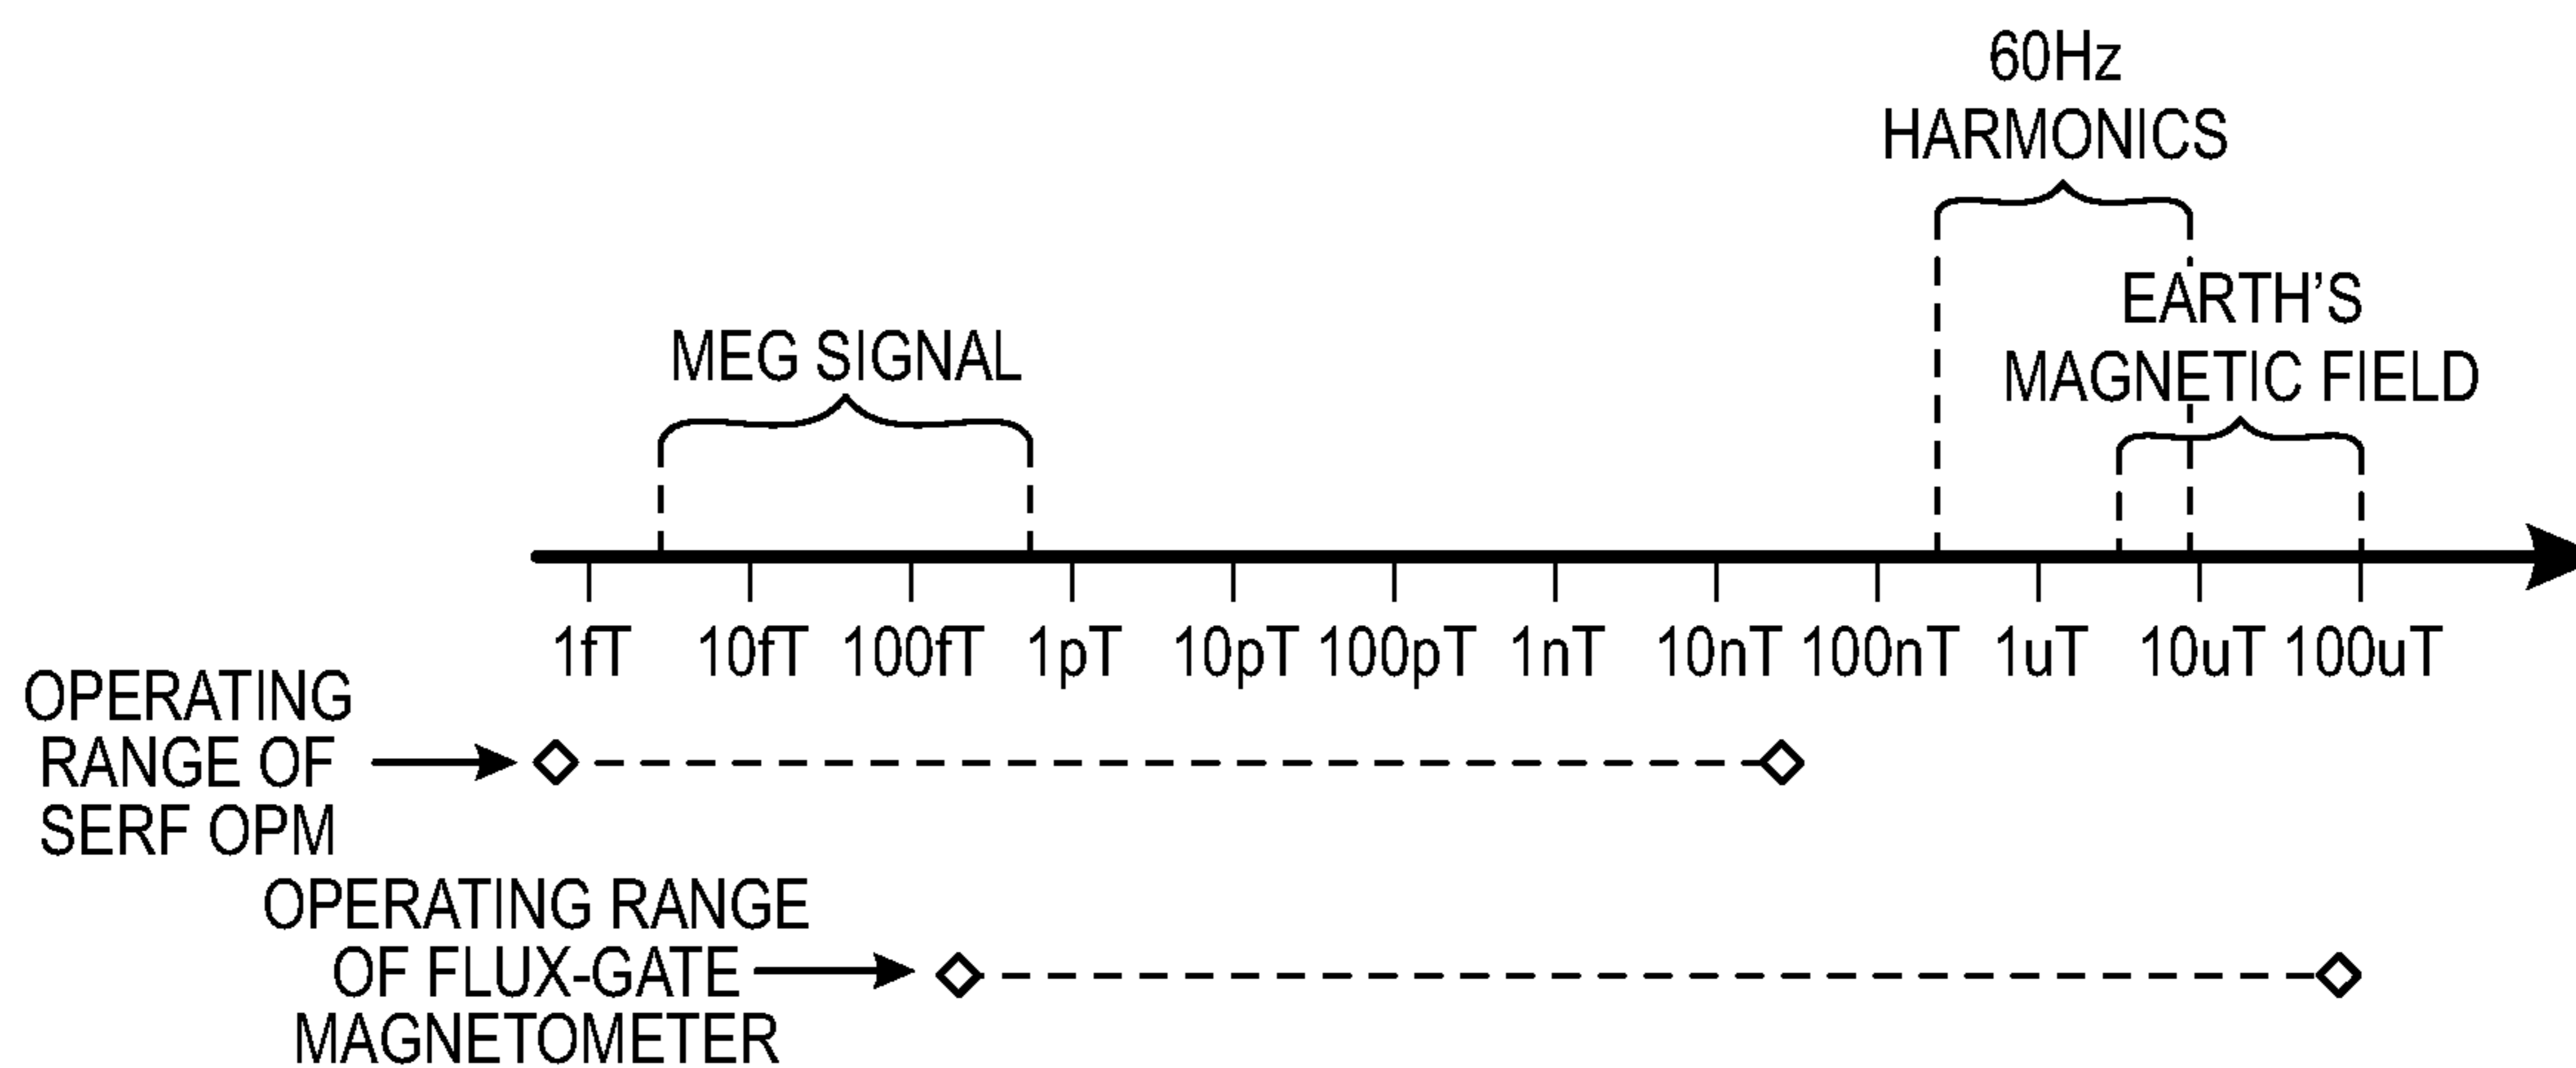 60Hz
HARMONICS
EARTH'S
MAGNETIC FIELD
MEG SIGNAL
1fT 10fT 100fT 1pT 10pT 100pT 1nT 10nT 100nT 1uT 10uT 100uT
OPERATING
RANGE OF
SERF OPM
OPERATING RANGE
OF FLUX-GATE
MAGNETOMETER